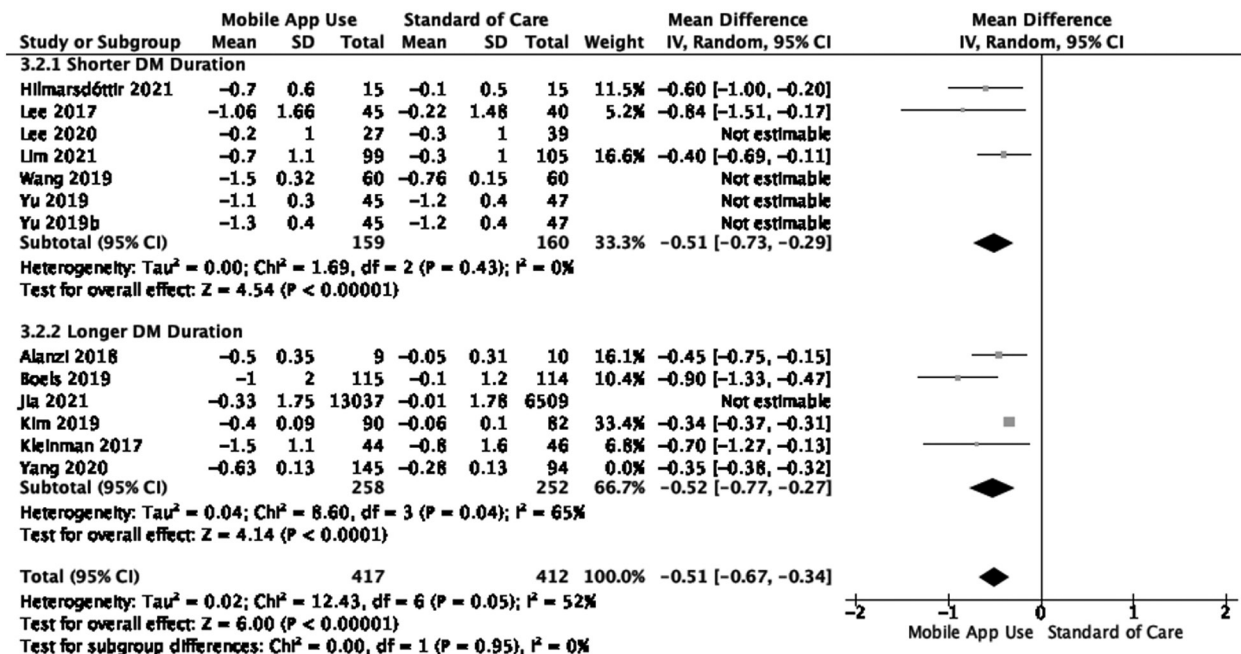 Mobile App Use Standard of Care Mean Difference Mean Difference
Study or Subgroup Mean SD Total Mean SD Total Weight IV, Random, 95% CI IV, Random, 95% CI
3.2.1 Shorter DM Duration
Hilmarsdóttir 2021 −0.7 0.6 15 −0.1 0.5 15 11.5% −0.60 [−1.00, −0.20]
Lee 2017 −1.06 1.66 45 −0.22 1.48 40 5.2% −0.84 [−1.51, −0.17]
Lee 2020 −0.2 1 27 −0.3 1 39 Not estimable
Lim 2021 −0.7 1.1 99 −0.3 1 105 16.6% −0.40 [−0.69, −0.11]
Wang 2019 −1.5 0.32 60 −0.76 0.15 60 Not estimable
Yu 2019 −1.1 0.3 45 −1.2 0.4 47 Not estimable
Yu 2019b −1.3 0.4 45 −1.2 0.4 47 Not estimable
Subtotal (95% CI) 159 160 33.3% −0.51 [−0.73, −0.29]
Heterogeneity: Tau² = 0.00; Chi² = 1.69, df = 2 (P = 0.43); I² = 0%
Test for overall effect: Z = 4.54 (P < 0.00001)
3.2.2 Longer DM Duration
Alanzi 2018 −0.5 0.35 9 −0.05 0.31 10 16.1% −0.45 [−0.75, −0.15]
Boels 2019 −1 2 115 −0.1 1.2 114 10.4% −0.90 [−1.33, −0.47]
Jia 2021 −0.33 1.75 13037 −0.01 1.78 6509 Not estimable
Kim 2019 −0.4 0.09 90 −0.06 0.1 82 33.4% −0.34 [−0.37, −0.31]
Kleinman 2017 −1.5 1.1 44 −0.8 1.6 46 6.8% −0.70 [−1.27, −0.13]
Yang 2020 −0.63 0.13 145 −0.28 0.13 94 0.0% −0.35 [−0.38, −0.32]
Subtotal (95% CI) 258 252 66.7% −0.52 [−0.77, −0.27]
Heterogeneity: Tau² = 0.04; Chi² = 8.60, df = 3 (P = 0.04); I² = 65%
Test for overall effect: Z = 4.14 (P < 0.0001)
Total (95% CI) 417 412 100.0% −0.51 [−0.67, −0.34]
Heterogeneity: Tau² = 0.02; Chi² = 12.43, df = 6 (P = 0.05); I² = 52%
Test for overall effect: Z = 6.00 (P < 0.00001)
Test for subgroup differences: Chi² = 0.00, df = 1 (P = 0.95), I² = 0%
−2 −1 0 1 2
Mobile App Use Standard of Care